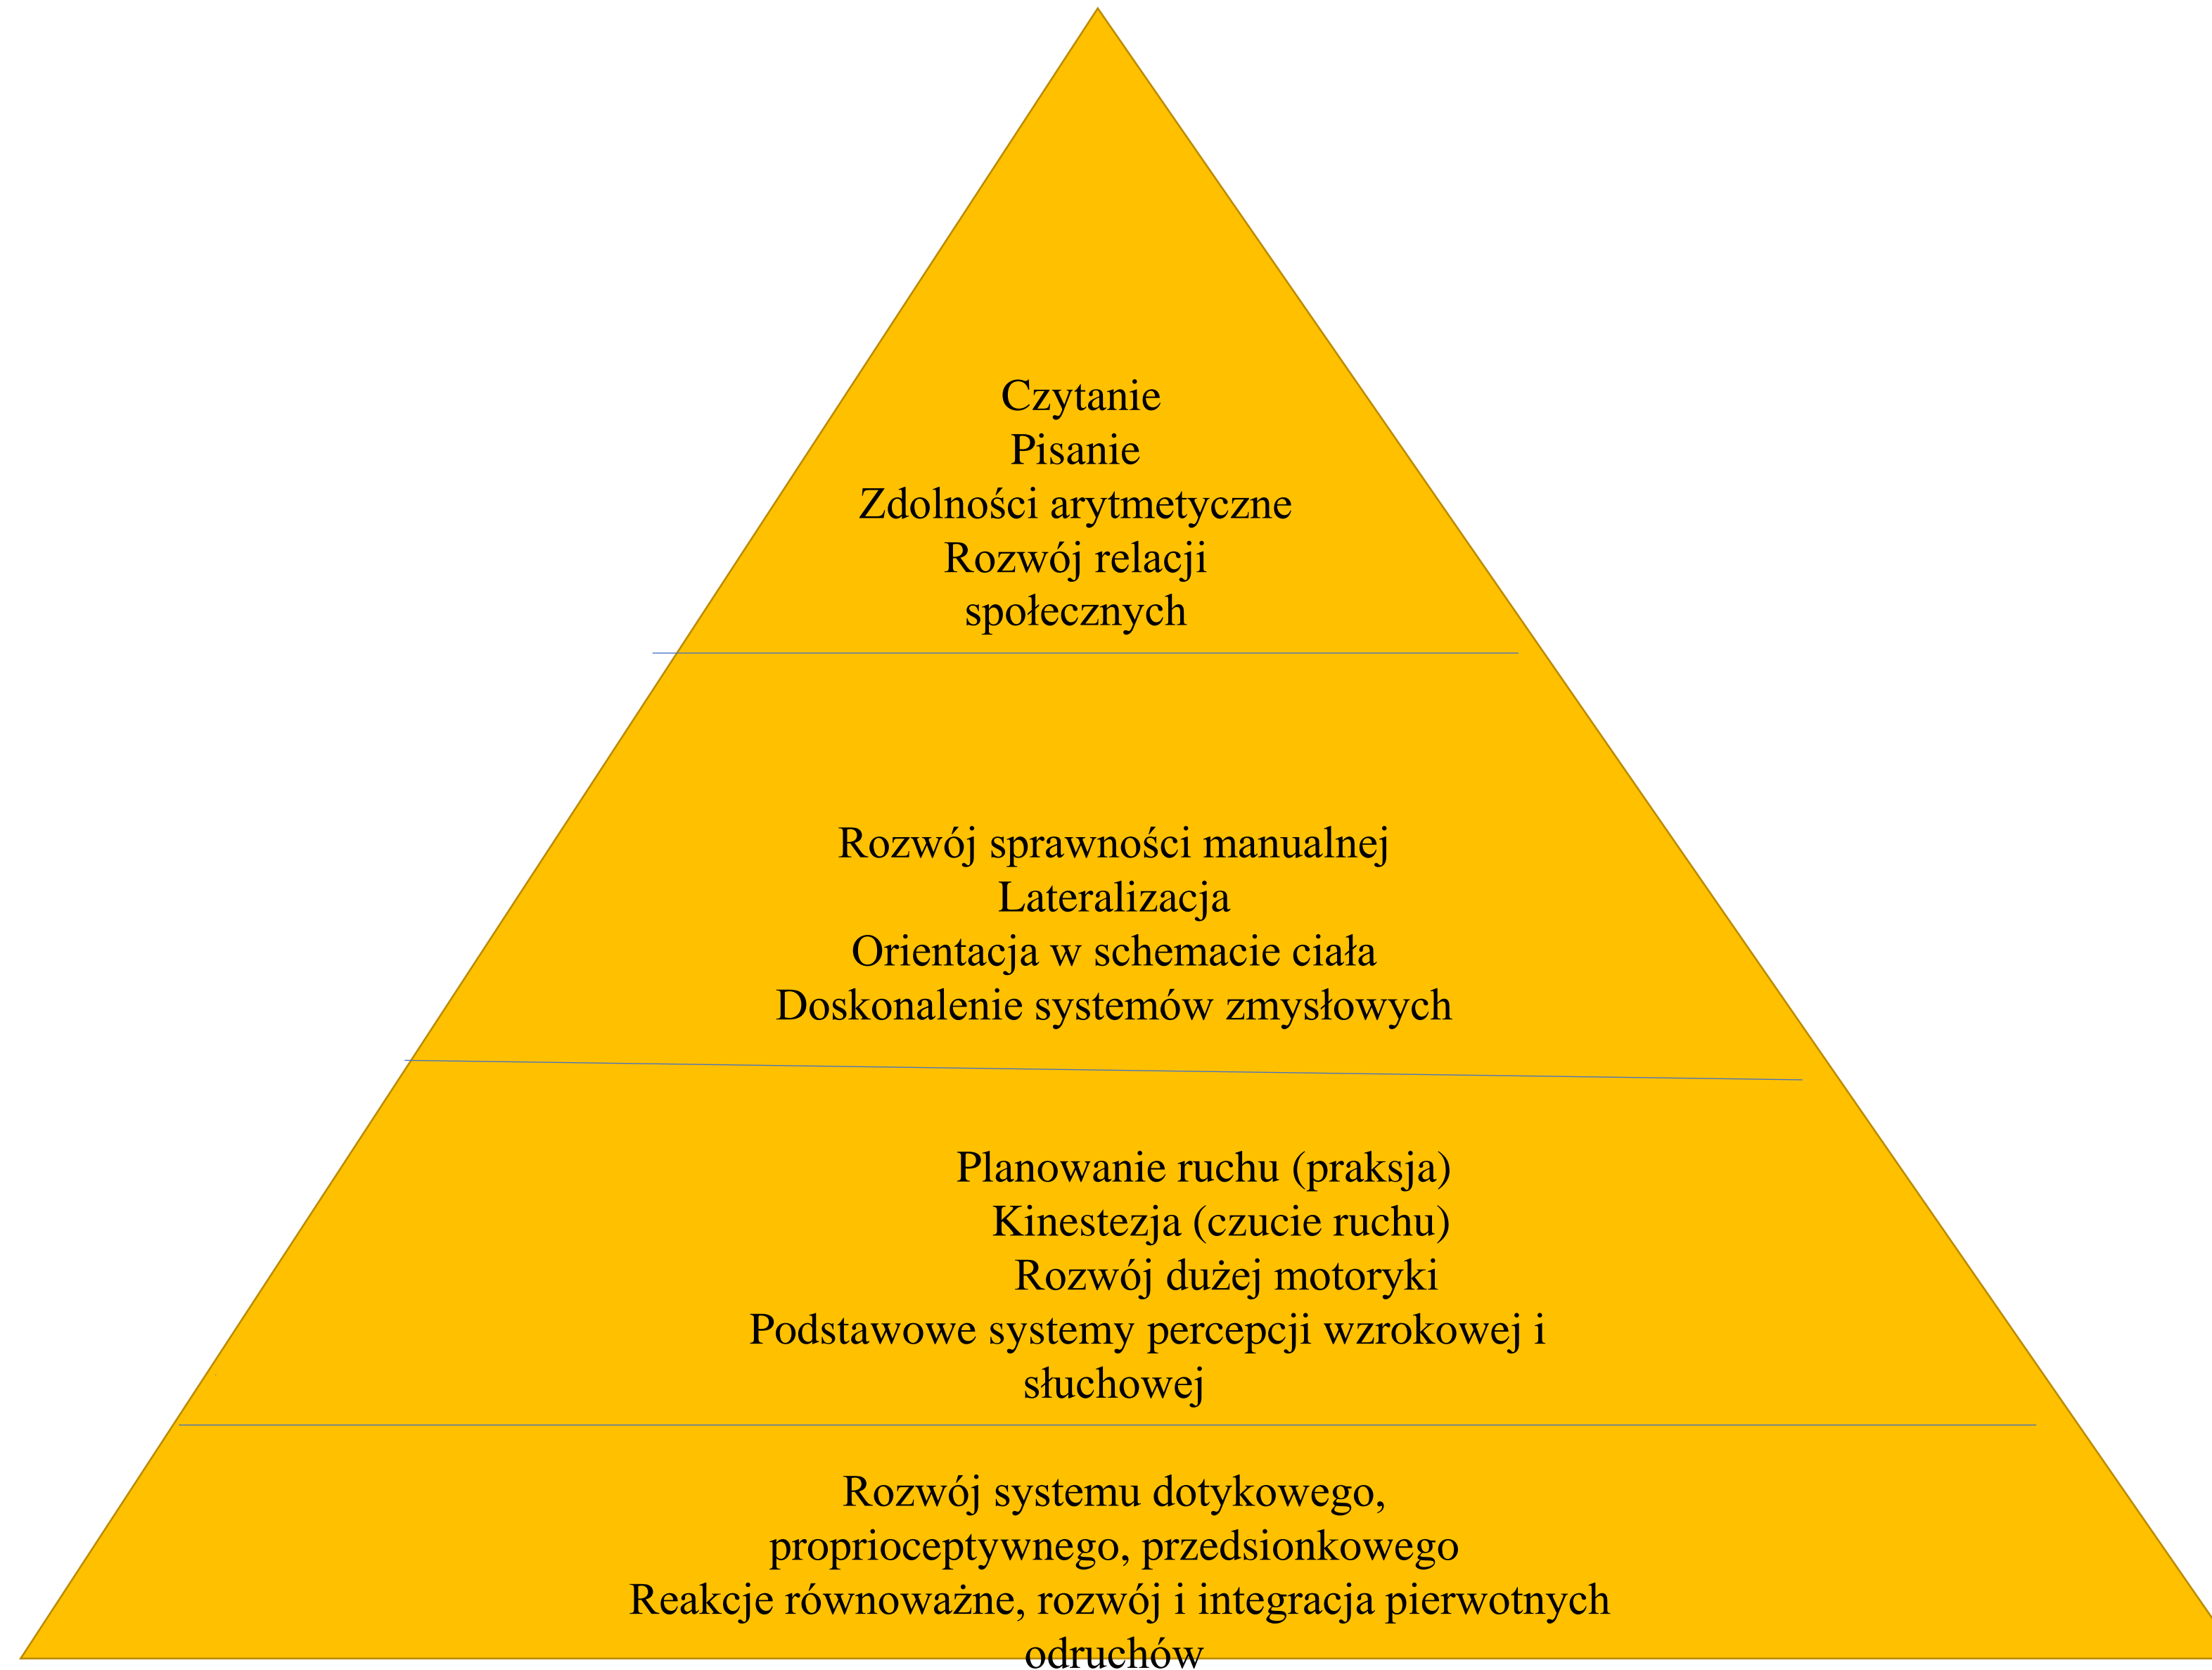 Czytanie
Pisanie
Zdolności arytmetyczne
Rozwój relacji
społecznych
Rozwój sprawności manualnej
Lateralizacja
Orientacja w schemacie ciała
Doskonalenie systemów zmysłowych
Planowanie ruchu (praksja)
Kinestezja (czucie ruchu)
Rozwój dużej motoryki
Podstawowe systemy percepcji wzrokowej i
słuchowej
Rozwój systemu dotykowego,
proprioceptywnego, przedsionkowego
Reakcje równoważne, rozwój i integracja pierwotnych
odruchów